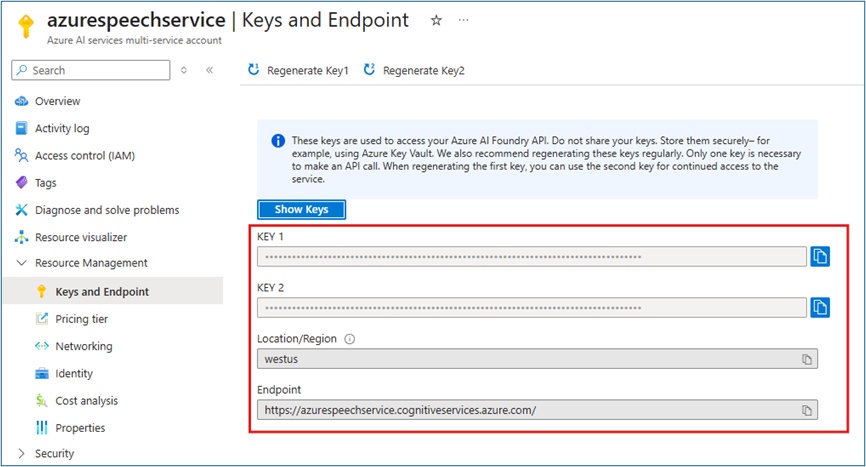 azurespeechservice | Keys and Endpoint ☆ ...
Azure AI services multi-service account
Search
Overview
Activity log
Access control (IAM)
Tags
Diagnose and solve problems
Resource visualizer
Resource Management
Keys and Endpoint
Pricing tier
Networking
Identity
Cost analysis
Properties
Security
Regenerate Key1 Regenerate Key2
These keys are used to access your Azure AI Foundry API. Do not share your keys. Store them securely– for
example, using Azure Key Vault. We also recommend regenerating these keys regularly. Only one key is necessary
to make an API call. When regenerating the first key, you can use the second key for continued access to the
service.
Show Keys
KEY 1
KEY 2
Location/Region
westus
Endpoint
https://azurespeechservice.cognitiveservices.azure.com/